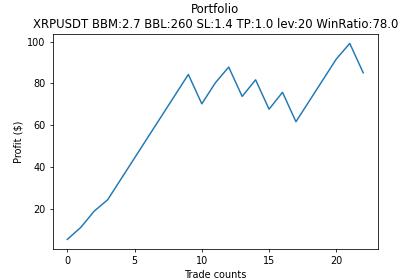 Portfolio
XRPUSDT BBM:2.7 BBL:260 SL:1.4 TP:1.0 lev:20 WinRatio:78.0
100
80
60
40
20
Profit ($)
0 5 10 15 20
Trade counts